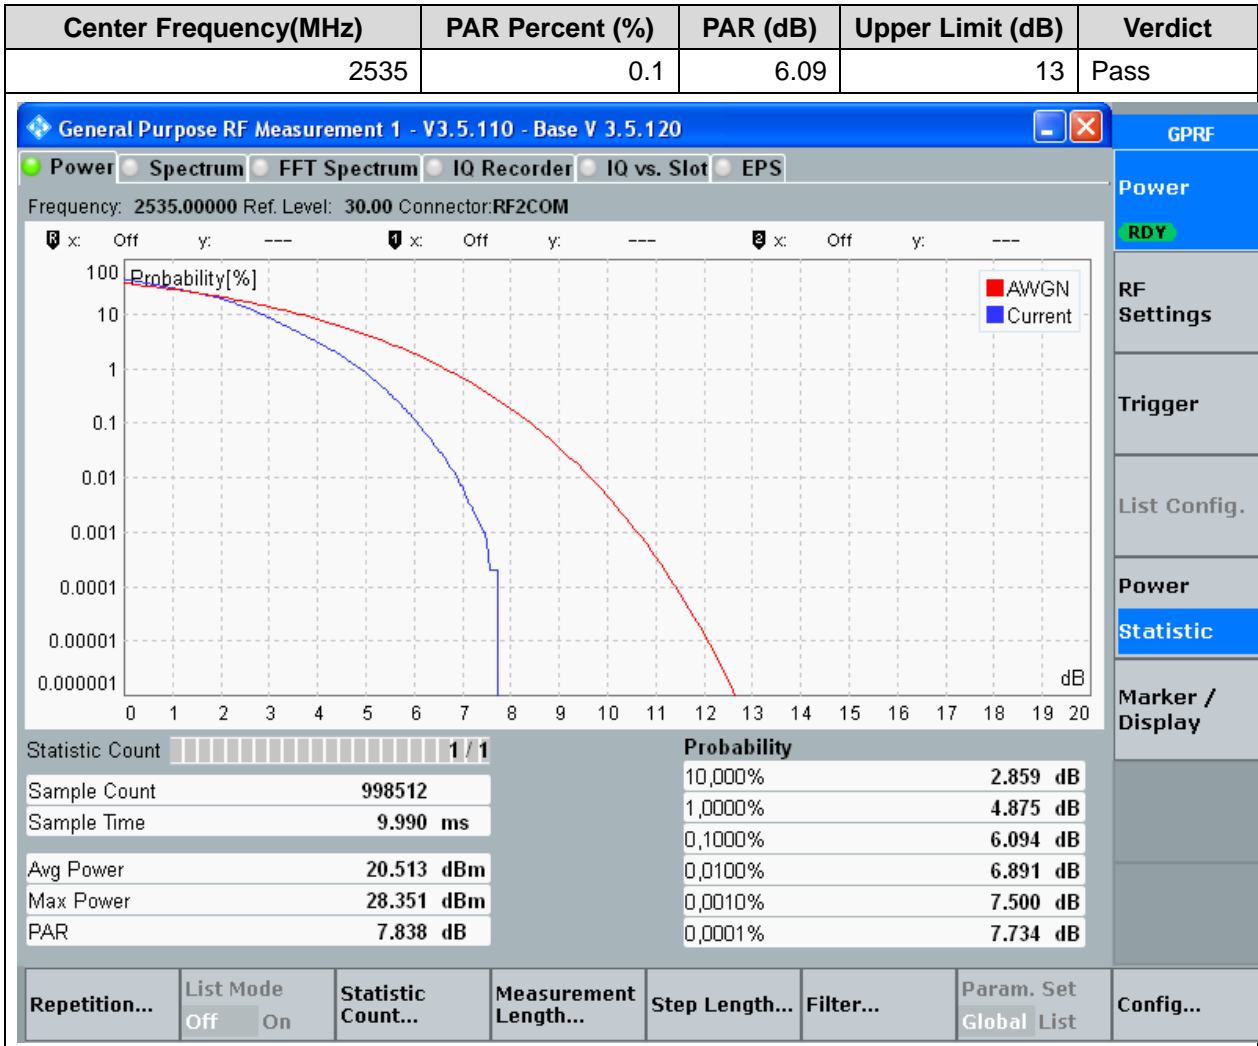 Center Frequency(MHz) PAR Percent (%) PAR (dB) Upper Limit (dB) Verdict
2535 0.1 6.09 13 Pass
General Purpose RF Measurement 1 - V3.5.110 - Base V 3.5.120
GPRF
Power Spectrum FFT Spectrum IQ Recorder IQ vs. Slot EPS
Frequency: 2535.00000 Ref. Level: 30.00 Connector:RF2COM
R x: Off y: --- 1 x: Off y: --- 2 x: Off y: ---
Probability[%]
100
10
1
0.1
0.01
0.001
0.0001
0.00001
0.000001
AWGN
Current
dB
0 1 2 3 4 5 6 7 8 9 10 11 12 13 14 15 16 17 18 19 20
Statistic Count 1 / 1
Sample Count 998512
Sample Time 9.990 ms
Avg Power 20.513 dBm
Max Power 28.351 dBm
PAR 7.838 dB
Probability
10,000% 2.859 dB
1,0000% 4.875 dB
0,1000% 6.094 dB
0,0100% 6.891 dB
0,0010% 7.500 dB
0,0001% 7.734 dB
Power
RDY
RF
Settings
Trigger
List Config.
Power
Statistic
Marker /
Display
Repetition...
List Mode
Off On
Statistic
Count...
Measurement
Length...
Step Length...
Filter...
Param. Set
Global List
Config...